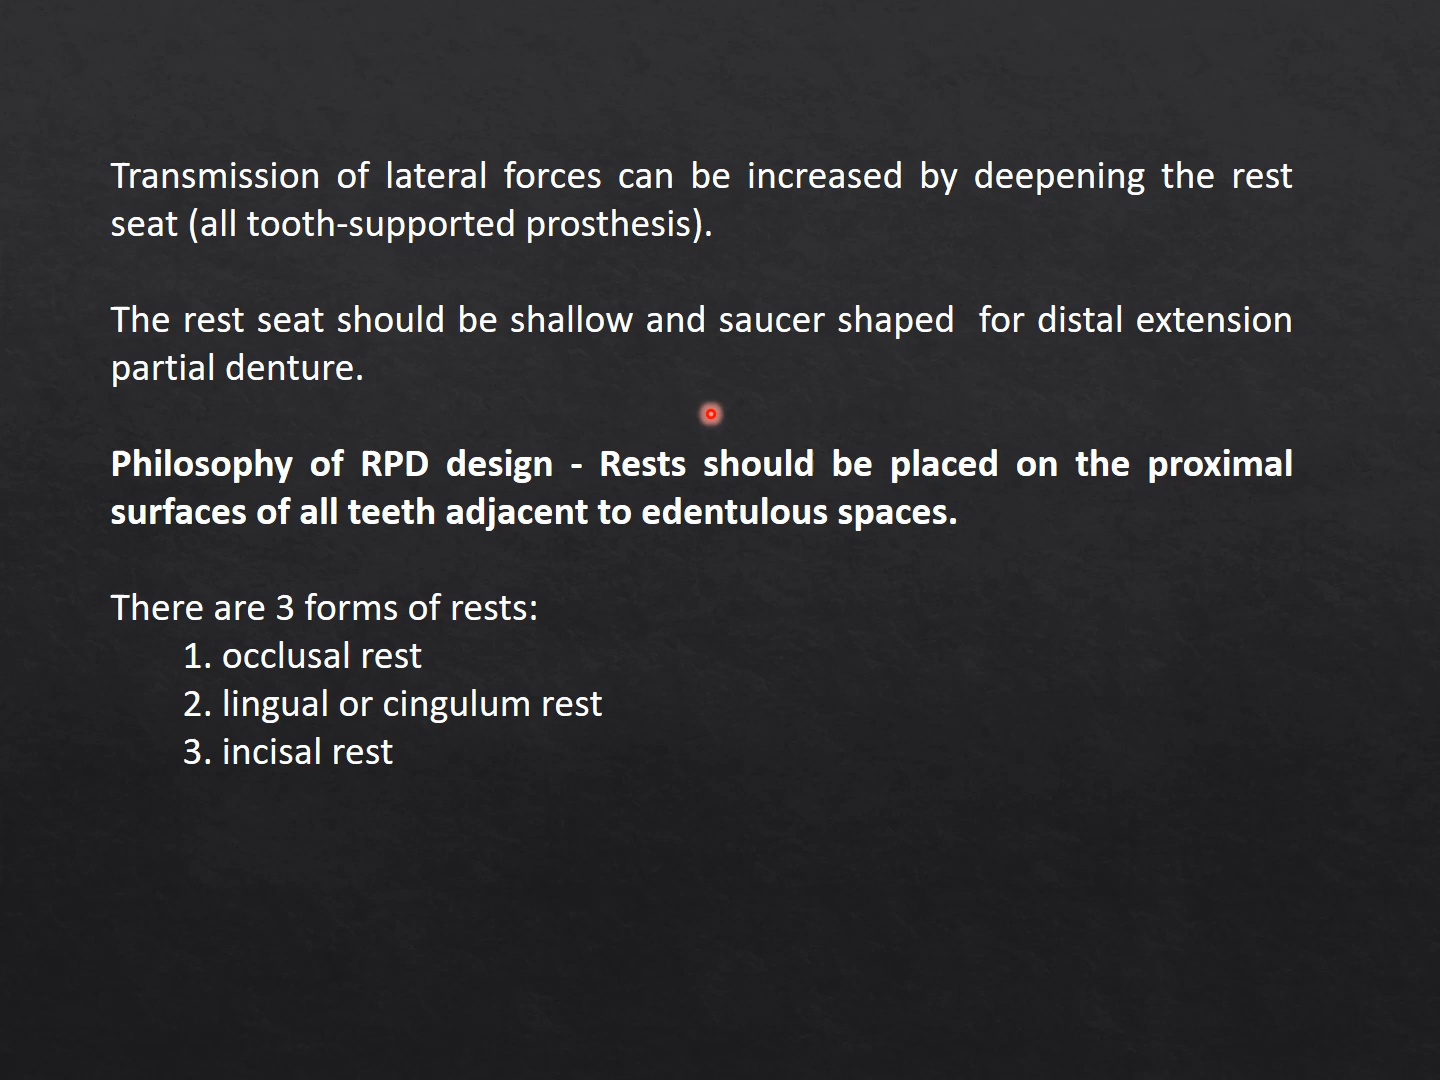 Transmission of lateral forces can be increased by deepening the rest
seat (all tooth-supported prosthesis).
The rest seat should be shallow and saucer shaped  for distal extension
partial denture.
Philosophy of RPD design - Rests should be placed on the proximal
surfaces of all teeth adjacent to edentulous spaces.
There are 3 forms of rests:
1. occlusal rest
2. lingual or cingulum rest
3. incisal rest